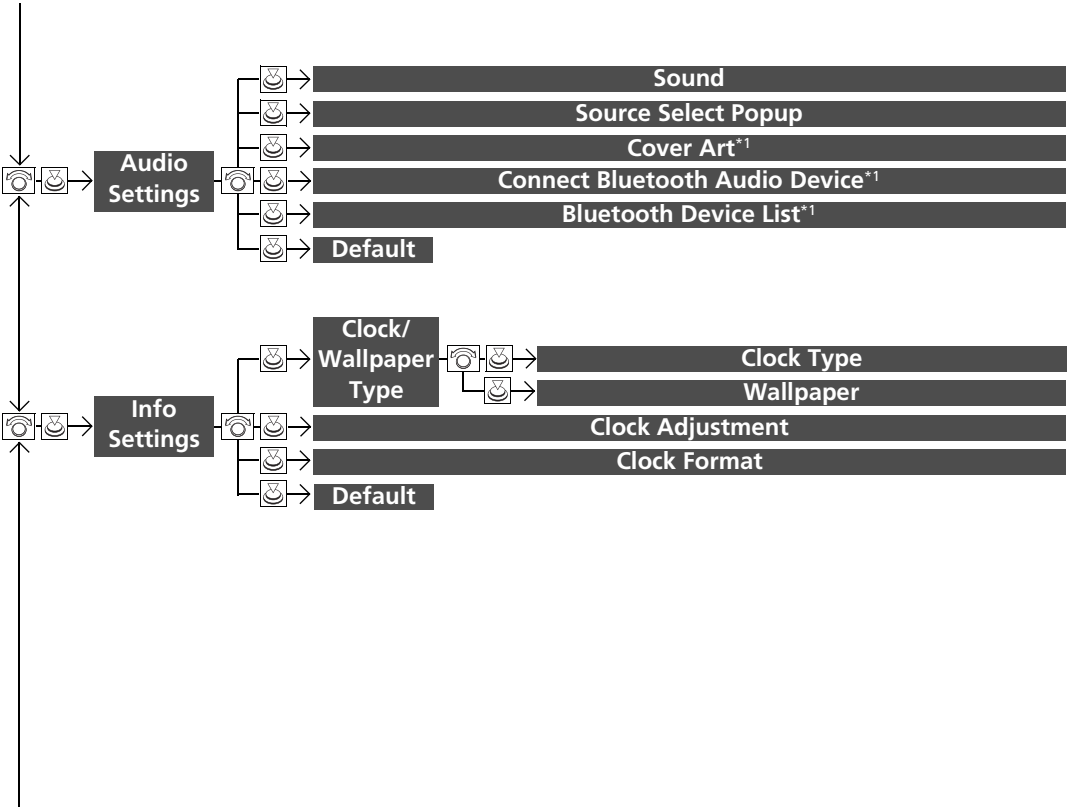 Audio
Settings
Sound
Source Select Popup
Cover Art*1
Connect Bluetooth Audio Device*1
Bluetooth Device List*1
Default
Info
Settings
Clock/
Wallpaper
Type
Clock Type
Wallpaper
Clock Adjustment
Clock Format
Default